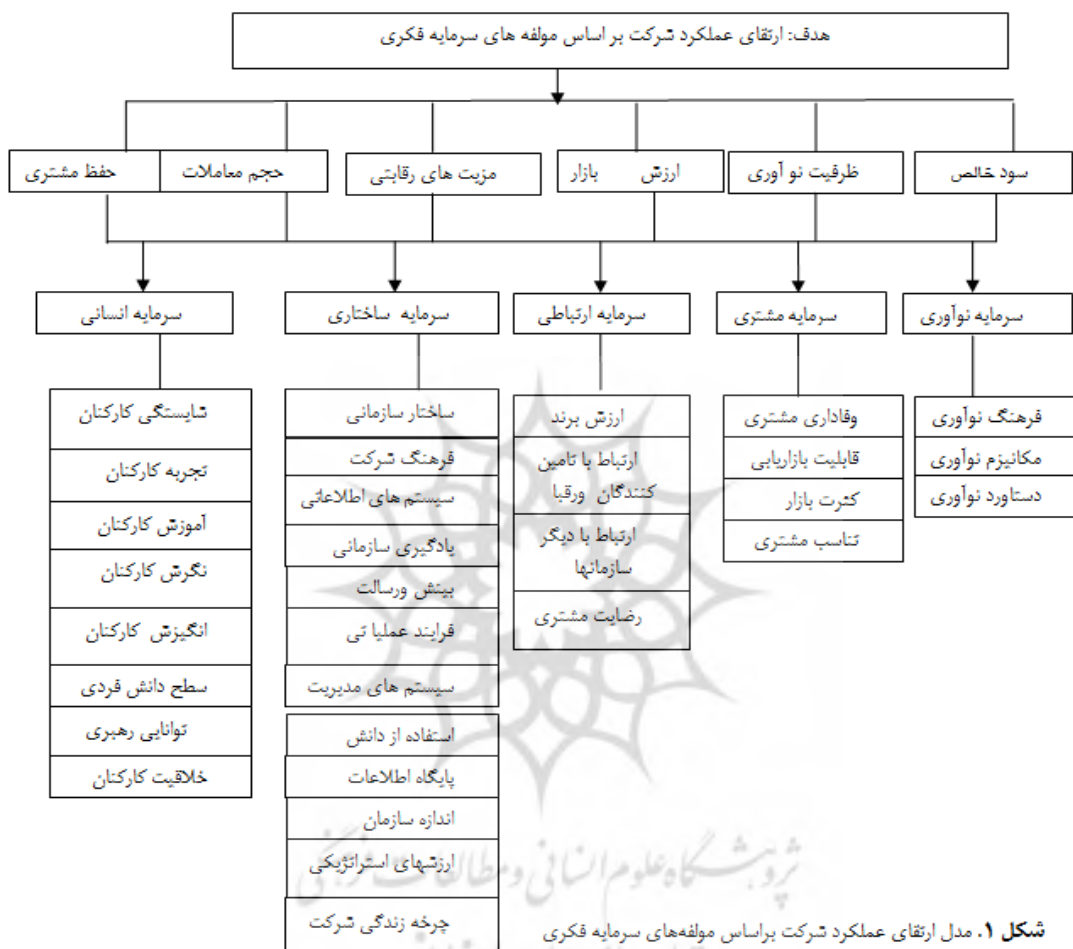 هدف: ارتقای عملکرد شرکت بر اساس مولفه های سرمایه فکری
سود خالص
ظرفیت نو آوری
ارزش بازار
مزیت های رقابتی
حجم معاملات
حفظ مشتری
سرمایه نوآوری
سرمایه مشتری
سرمایه ارتباطی
سرمایه ساختاری
سرمایه انسانی
فرهنگ نوآوری
مکانیزم نوآوری
دستاورد نوآوری
وفاداری مشتری
قابلیت بازاریابی
کثرت بازار
تناسب مشتری
ارزش برند
ارتباط با تامین
کنندگان ورقبا
ارتباط با دیگر
سازمانها
رضایت مشتری
ساختار سازمانی
فرهنگ شرکت
سیستم های اطلاعاتی
یادگیری سازمانی
بینش ورسالت
فرایند عملیا تی
سیستم های مدیریت
استفاده از دانش
پایگاه اطلاعات
اندازه سازمان
ارزشهای استراتژیکی
چرخه زندگی شرکت
شایستگی کارکنان
تجربه کارکنان
آموزش کارکنان
نگرش کارکنان
انگیزش کارکنان
سطح دانش فردی
توانایی رهبری
خلاقیت کارکنان
پژوهشگاه علوم انسانی و مطالعات فرهنگی
شکل ۱. مدل ارتقای عملکرد شرکت براساس مولفه‌های سرمایه فکری